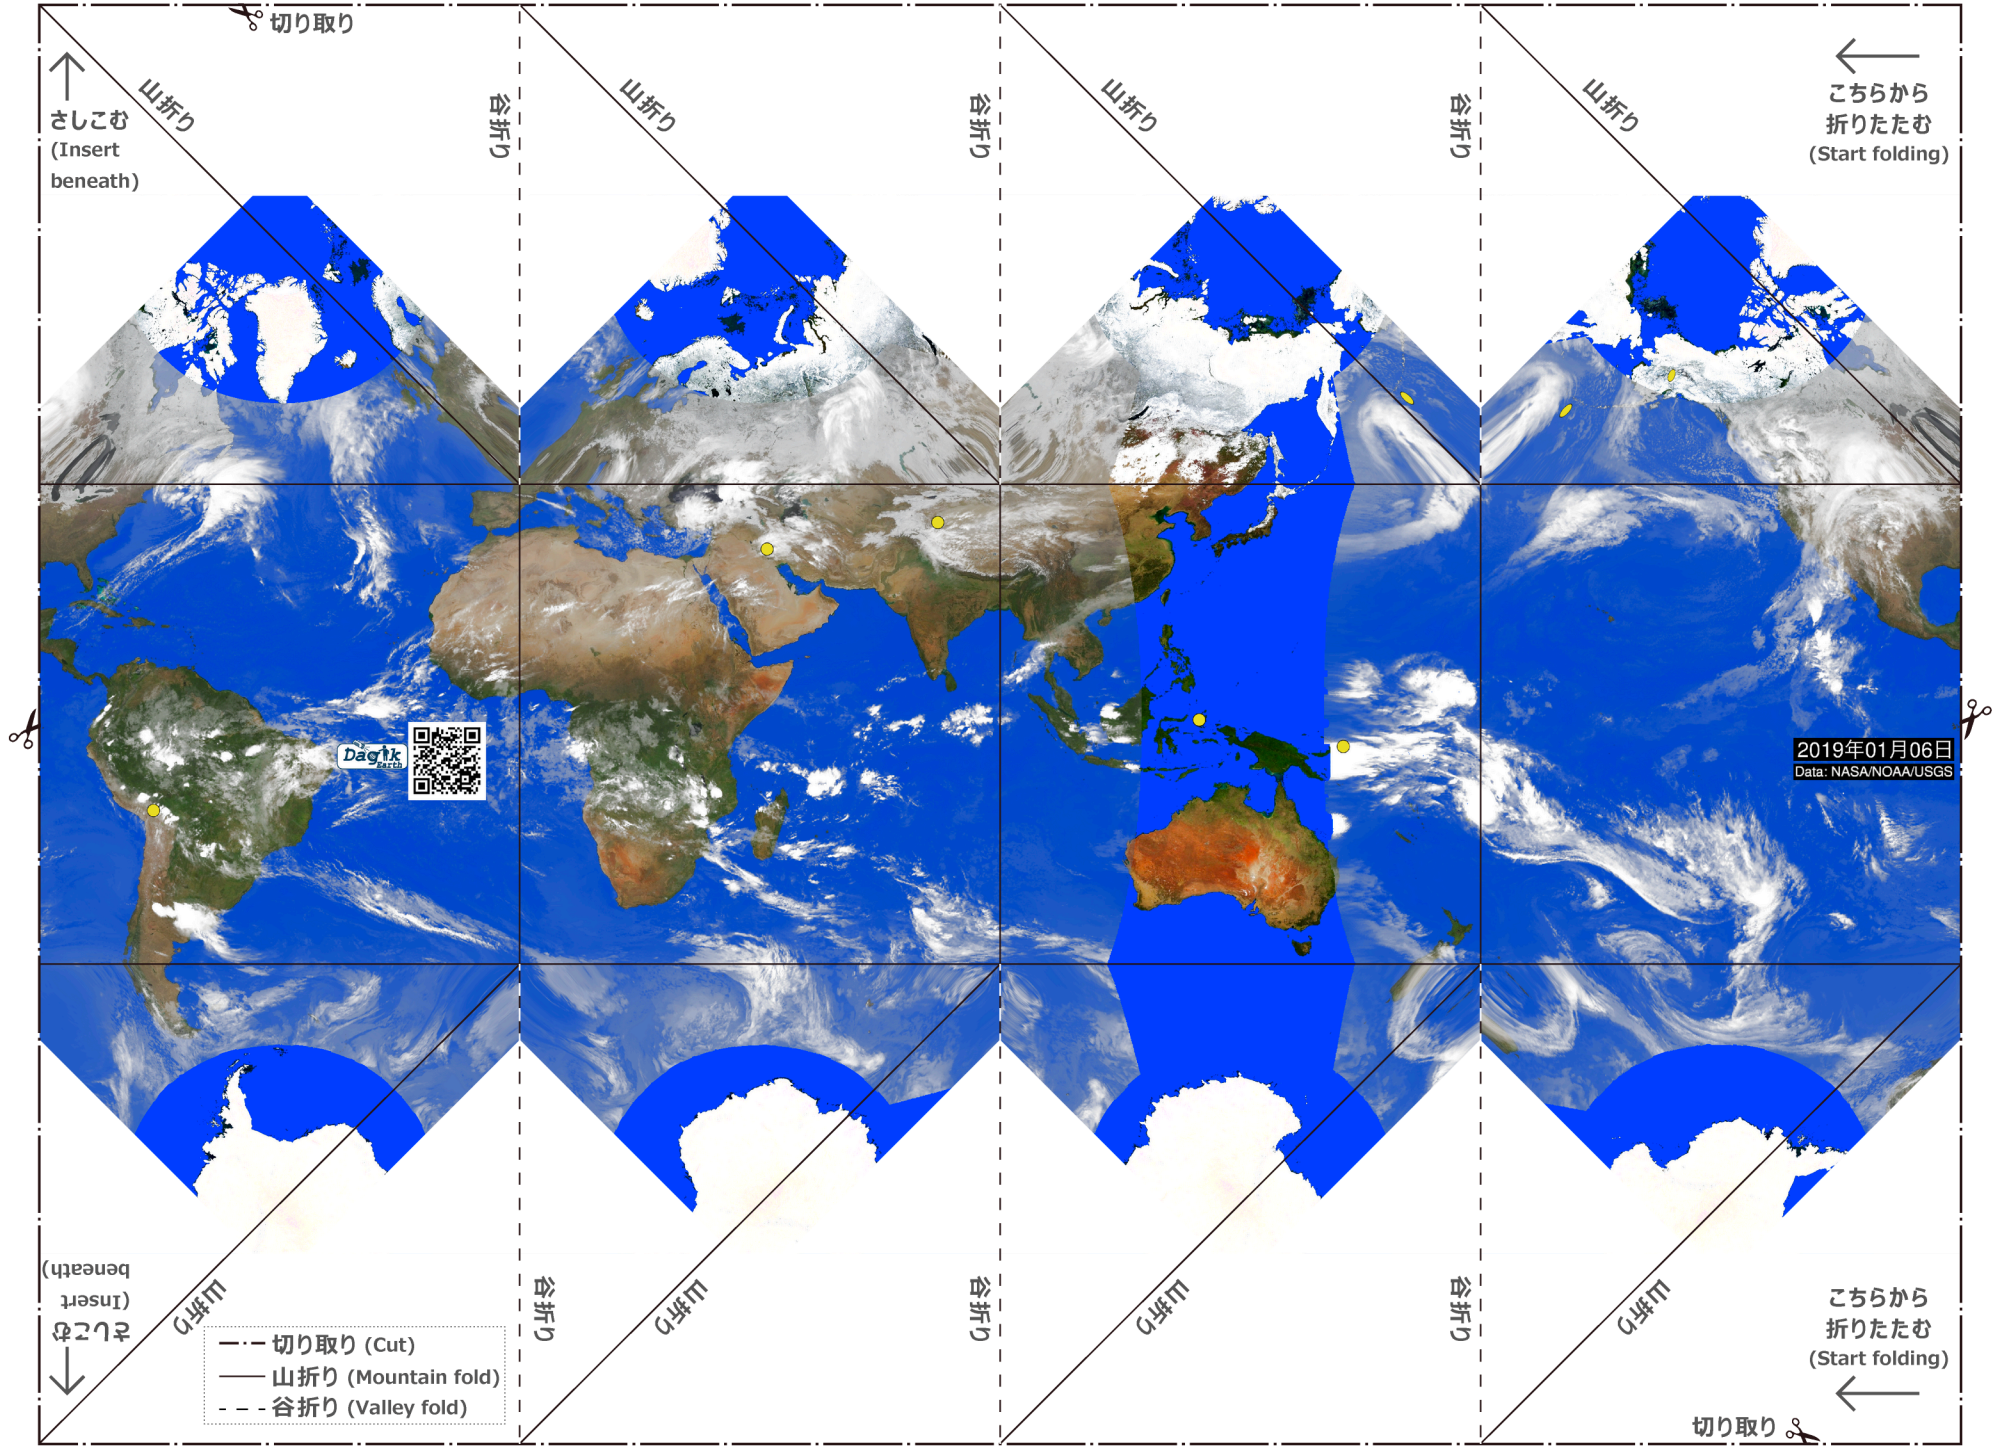 切り取り
さしこむ
(Insert
beneath)
山折り
谷折り
山折り
谷折り
山折り
谷折り
山折り
こちらから
折りたたむ
(Start folding)
Dagik
Earth
2019年01月06日
Data: NASA/NOAA/USGS
さしこむ
(Insert
beneath)
山折り
谷折り
山折り
谷折り
山折り
谷折り
山折り
こちらから
折りたたむ
(Start folding)
切り取り (Cut)
山折り (Mountain fold)
谷折り (Valley fold)
切り取り